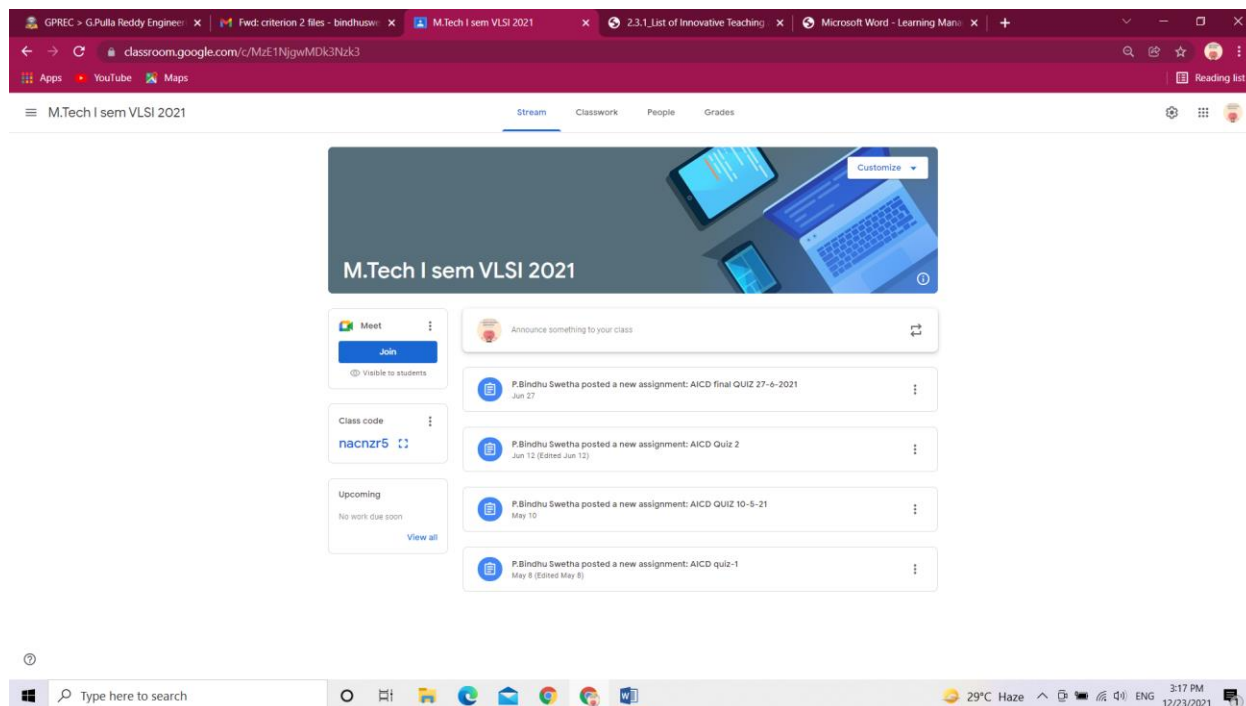 GPREC > G.Pulla Reddy Engineeri
Fwd: criterion 2 files - bindhuswe
M.Tech I sem VLSI 2021
2.3.1_List of Innovative Teaching
Microsoft Word - Learning Mana
classroom.google.com/c/MzE1NjgwMDk3Nzk3
Apps
YouTube
Maps
Reading list
M.Tech I sem VLSI 2021
Stream
Classwork
People
Grades
Customize
M.Tech I sem VLSI 2021
Meet
Join
Visible to students
Class code
nacnzr5
Upcoming
No work due soon
View all
Announce something to your class
P.Bindhu Swetha posted a new assignment: AICD final QUIZ 27-6-2021
Jun 27
P.Bindhu Swetha posted a new assignment: AICD Quiz 2
Jun 12 (Edited Jun 12)
P.Bindhu Swetha posted a new assignment: AICD QUIZ 10-5-21
May 10
P.Bindhu Swetha posted a new assignment: AICD quiz-1
May 8 (Edited May 8)
Type here to search
29°C Haze
ENG
3:17 PM
12/23/2021